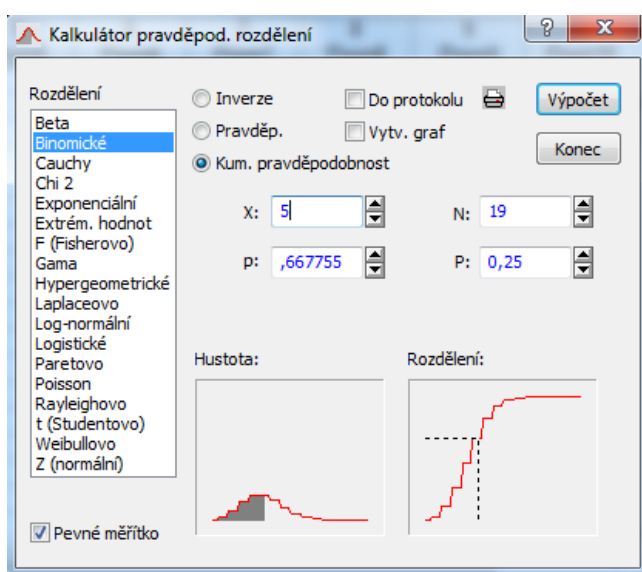 Kalkulátor pravděpod. rozdělení
?
Rozdělení
Beta
Binomické
Cauchy
Chi 2
Exponenciální
Extrém. hodnot
F (Fisherovo)
Gama
Hypergeometrické
Laplaceovo
Log-normální
Logistické
Paretovo
Poisson
Rayleighovo
t (Studentovo)
Weibullovo
Z (normální)
Pevné měřítko
Inverze
Do protokolu
Výpočet
Pravděp.
Vytv. graf
Konec
Kum. pravděpodobnost
X: 5 N: 19
p: ,667755 P: 0,25
Hustota: Rozdělení: